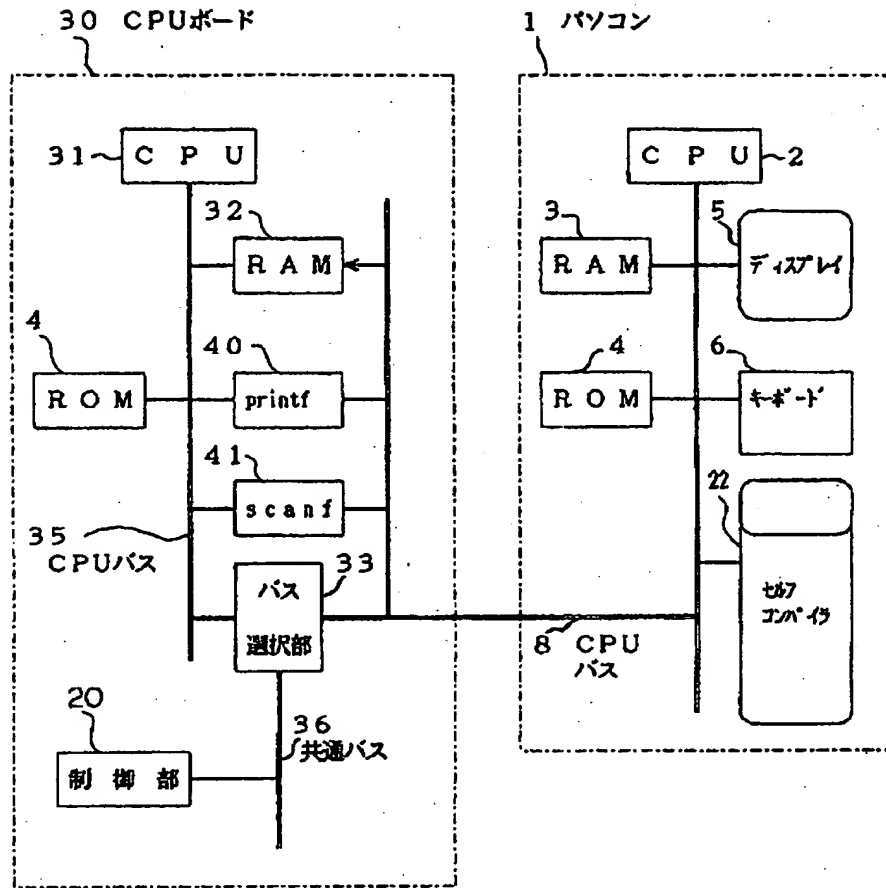 30 CPUボード
1 パソコン
31 CPU
CPU 2
32
RAM
3
RAM
5
ディスプレイ
4
ROM
40
printf
4
ROM
6
キーボード
41
scanf
35
CPUバス
33
バス
選択部
22
セルフ
コンパイラ
8 CPU
バス
20
制御部
36
共通バス